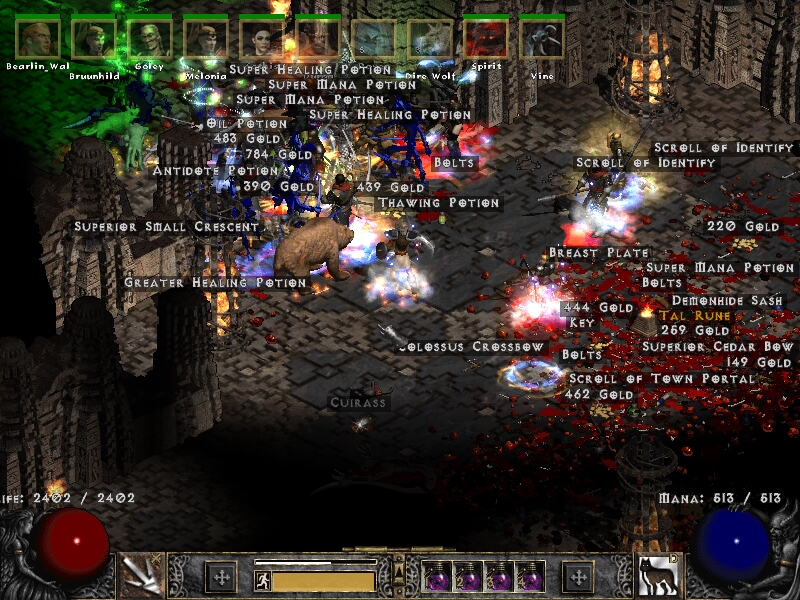 Bearlin_Wal
Bruunhild
Goley
Melonia
Dire Wolf
Spirit
Vine
Super Healing Potion
Super Mana Potion
Super Mana Potion
Super Healing Potion
Oil Potion
483 Gold
784 Gold
Bolts
Scroll of Identify
Scroll of Identify
Antidote Potion
390 Gold
439 Gold
Thawing Potion
Superior Small Crescent
220 Gold
Breast Plate
Super Mana Potion
Greater Healing Potion
Bolts
Demonhide Sash
444 Gold
Tal Rune
Key
269 Gold
Colossus Crossbow
Superior Cedar Bow
Bolts
149 Gold
Scroll of Town Portal
462 Gold
Cuirass
Life: 2402 / 2402
Mana: 513 / 513